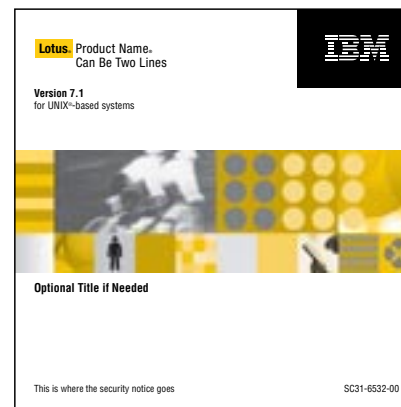 Lotus. Product Name®
Can Be Two Lines
IBM
Version 7.1
for UNIX®-based systems
Optional Title if Needed
This is where the security notice goes
SC31-6532-00